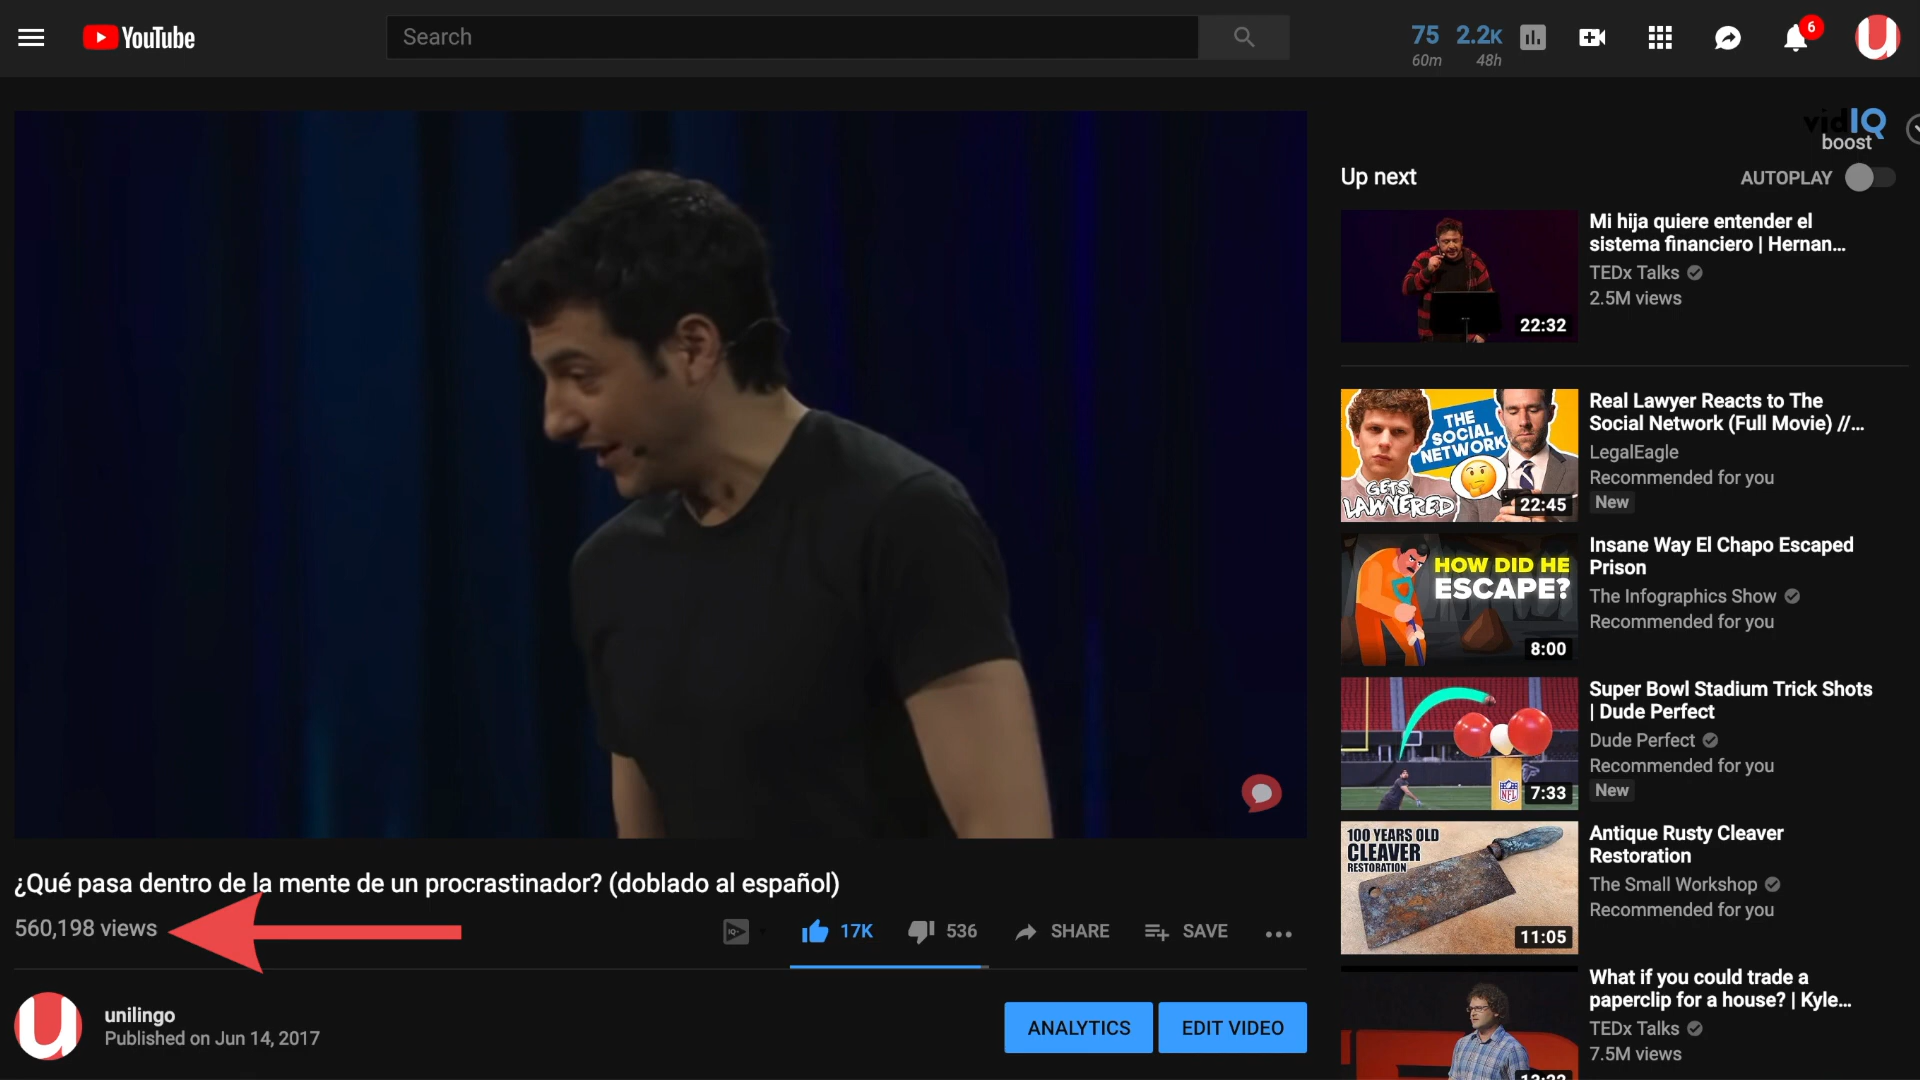 YouTube
Search
75
60m
2.2K
48h
6
vidIQ
boost
Up next
AUTOPLAY
22:32
Mi hija quiere entender el
sistema financiero | Hernan...
TEDx Talks
2.5M views
THE
SOCIAL
NETWORK
GETS
LAWYERED
22:45
Real Lawyer Reacts to The
Social Network (Full Movie) //...
LegalEagle
Recommended for you
New
HOW DID HE
ESCAPE?
8:00
Insane Way El Chapo Escaped
Prison
The Infographics Show
Recommended for you
NFL
7:33
Super Bowl Stadium Trick Shots
| Dude Perfect
Dude Perfect
Recommended for you
New
100 YEARS OLD
CLEAVER
RESTORATION
11:05
Antique Rusty Cleaver
Restoration
The Small Workshop
Recommended for you
What if you could trade a
paperclip for a house? | Kyle...
TEDx Talks
7.5M views
¿Qué pasa dentro de la mente de un procrastinador? (doblado al español)
560,198 views
17K
536
SHARE
SAVE
unilingo
Published on Jun 14, 2017
ANALYTICS
EDIT VIDEO